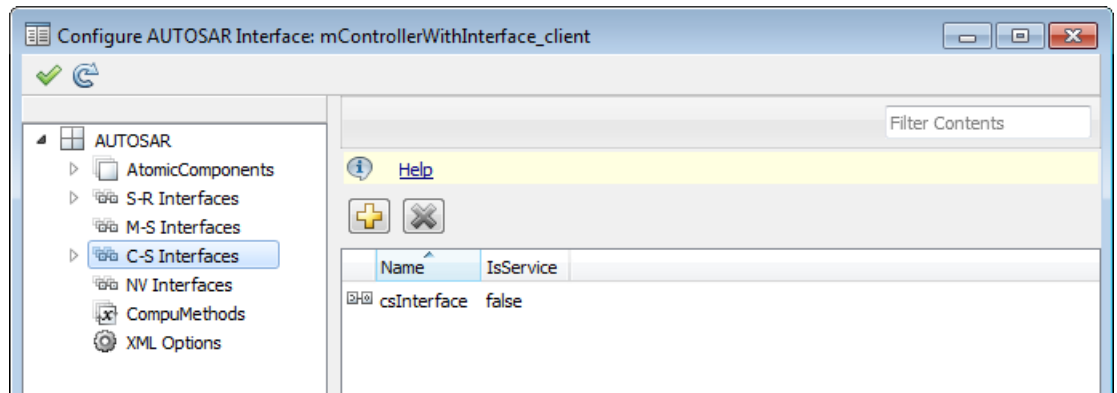 Configure AUTOSAR Interface: mControllerWithInterface_client
Filter Contents
AUTOSAR
AtomicComponents
S-R Interfaces
M-S Interfaces
C-S Interfaces
NV Interfaces
CompuMethods
XML Options
Help
Name IsService
csInterface false